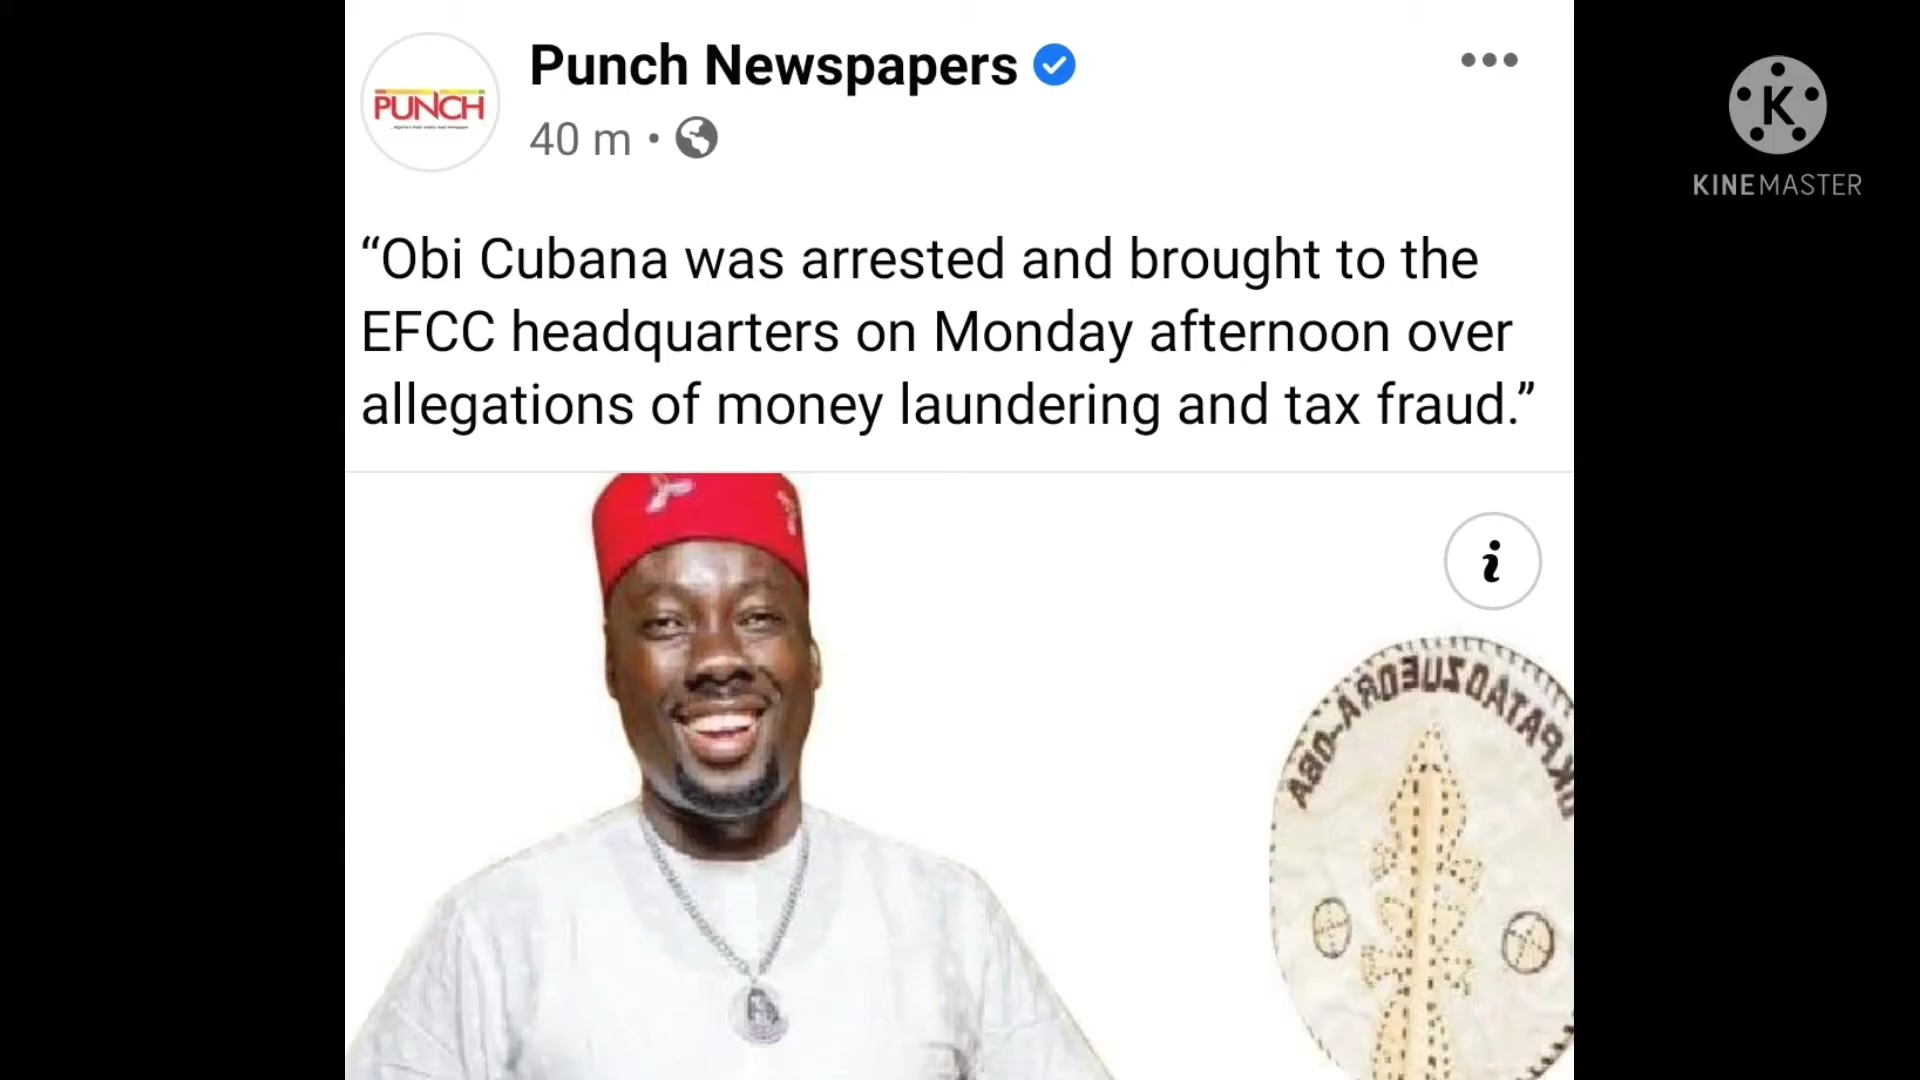 Punch Newspapers
PUNCH
40 m
K
KINEMASTER
“Obi Cubana was arrested and brought to the
EFCC headquarters on Monday afternoon over
allegations of money laundering and tax fraud.”
i